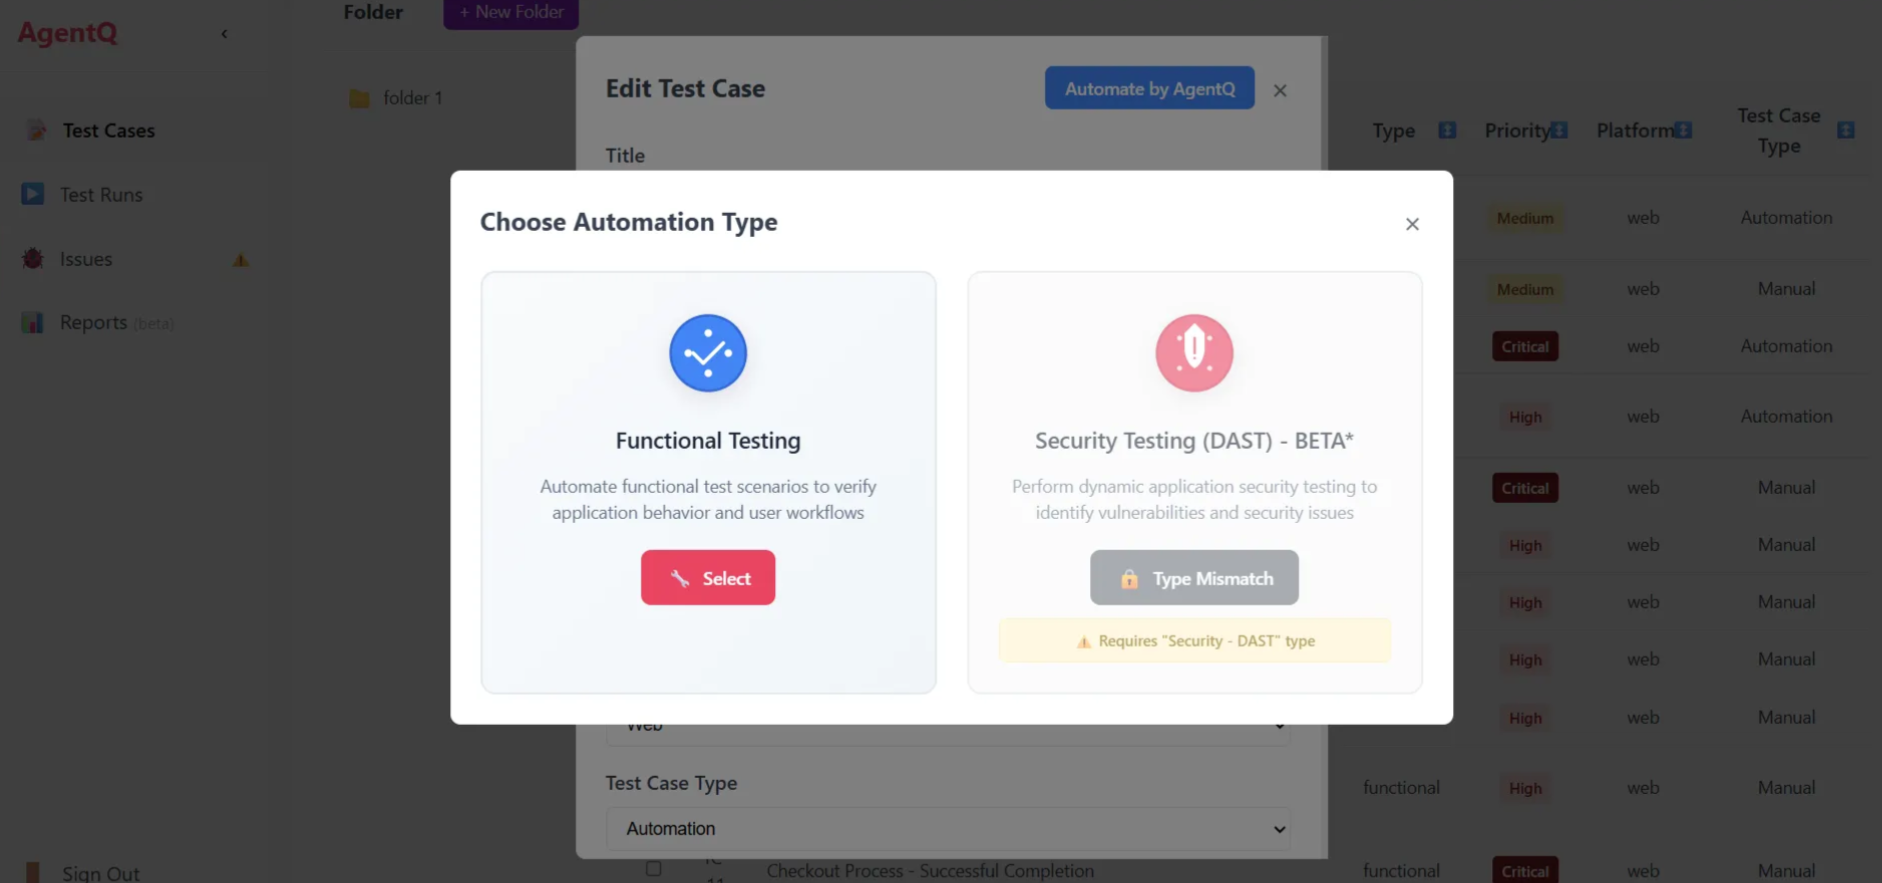 AgentQ
‹
Test Cases
Test Runs
Issues
Reports (beta)
Sign Out
Folder
+ New Folder
folder 1
Edit Test Case
Automate by AgentQ
×
Title
Choose Automation Type
×
Functional Testing
Automate functional test scenarios to verify
application behavior and user workflows
Select
Security Testing (DAST) - BETA*
Perform dynamic application security testing to
identify vulnerabilities and security issues
Type Mismatch
Requires "Security - DAST" type
Web
Test Case Type
Automation
Type Priority Platform Test Case
Type
Medium web Automation
Medium web Manual
Critical web Automation
High web Automation
Critical web Manual
High web Manual
High web Manual
High web Manual
High web Manual
functional High web Manual
Checkout Process - Successful Completion functional Critical web Manual